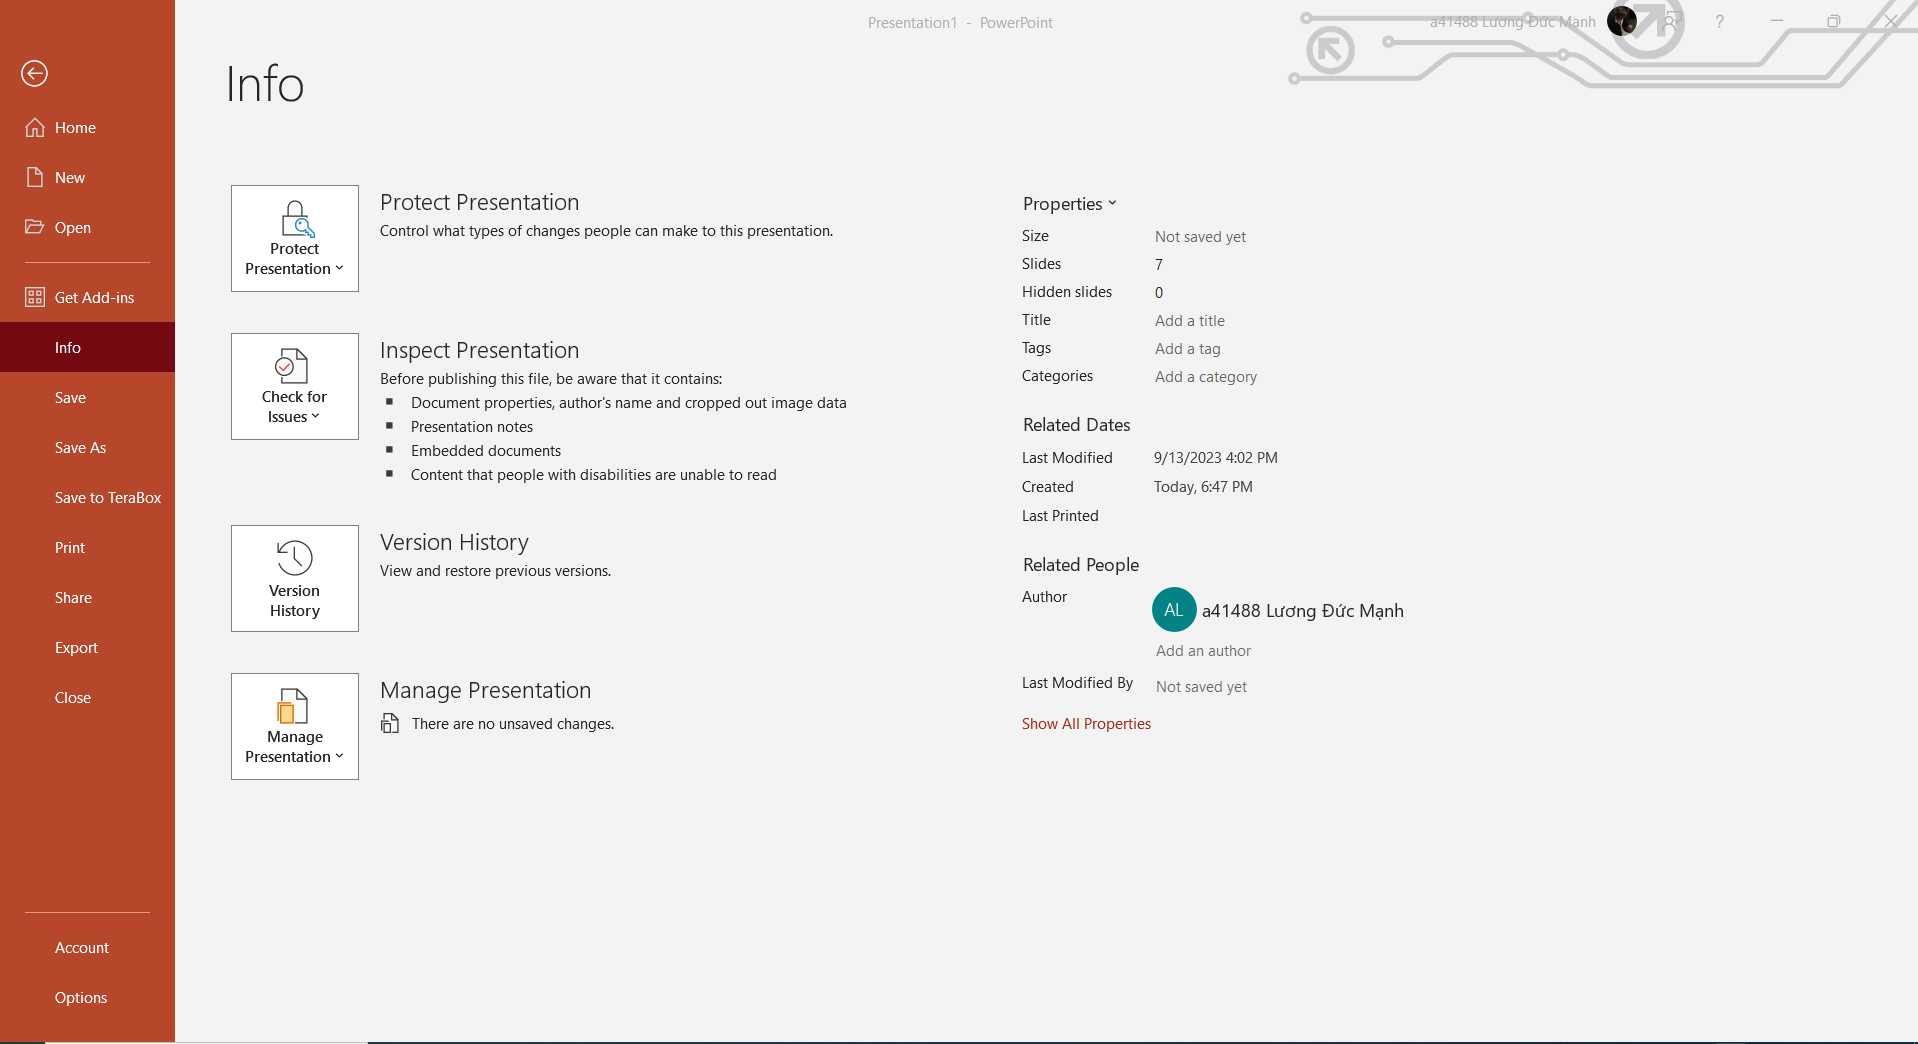 Presentation1 - PowerPoint
a41488 Lương Đức Mạnh
?
Info
Home
New
Open
Get Add-ins
Info
Save
Save As
Save to TeraBox
Print
Share
Export
Close
Account
Options
Protect
Presentation
Protect Presentation
Control what types of changes people can make to this presentation.
Check for
Issues
Inspect Presentation
Before publishing this file, be aware that it contains:
Document properties, author's name and cropped out image data
Presentation notes
Embedded documents
Content that people with disabilities are unable to read
Version
History
Version History
View and restore previous versions.
Manage
Presentation
Manage Presentation
There are no unsaved changes.
Properties
Size Not saved yet
Slides 7
Hidden slides 0
Title Add a title
Tags Add a tag
Categories Add a category
Related Dates
Last Modified 9/13/2023 4:02 PM
Created Today, 6:47 PM
Last Printed
Related People
Author
AL a41488 Lương Đức Mạnh
Add an author
Last Modified By Not saved yet
Show All Properties